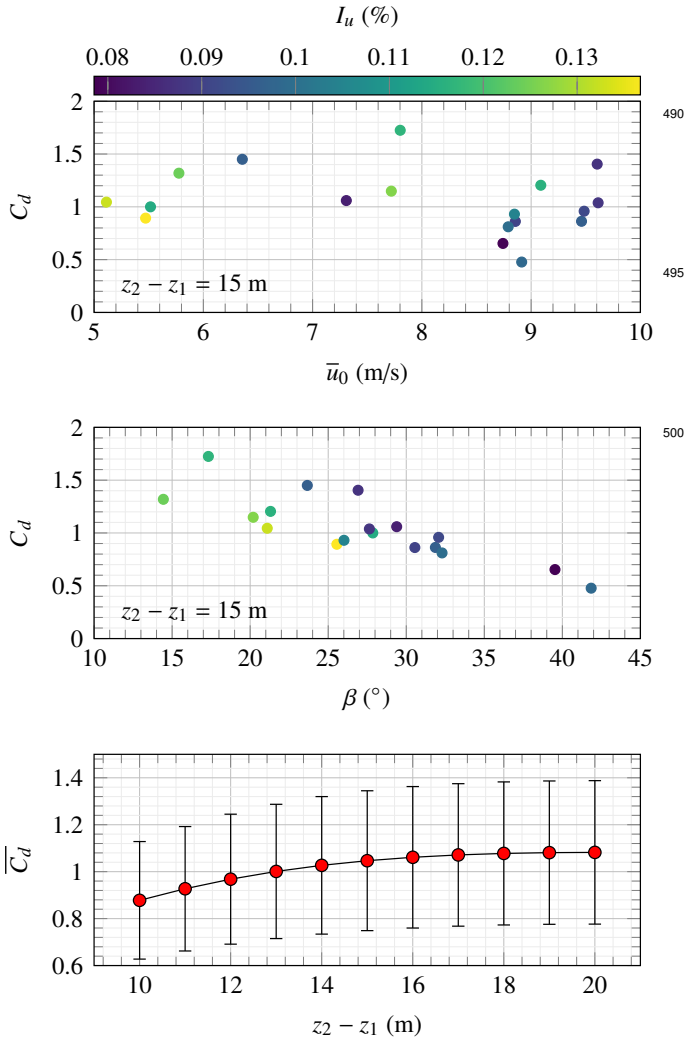 I_u (%)
0.08 0.09 0.1 0.11 0.12 0.13
2
1.5
1
0.5
0
C_d
z_2 − z_1 = 15 m
5 6 7 8 9 10
u̅_0 (m/s)
490
495
2
1.5
1
0.5
0
C_d
z_2 − z_1 = 15 m
10 15 20 25 30 35 40 45
β (°)
500
1.4
1.2
1
0.8
0.6
C̅_d
10 12 14 16 18 20
z_2 − z_1 (m)